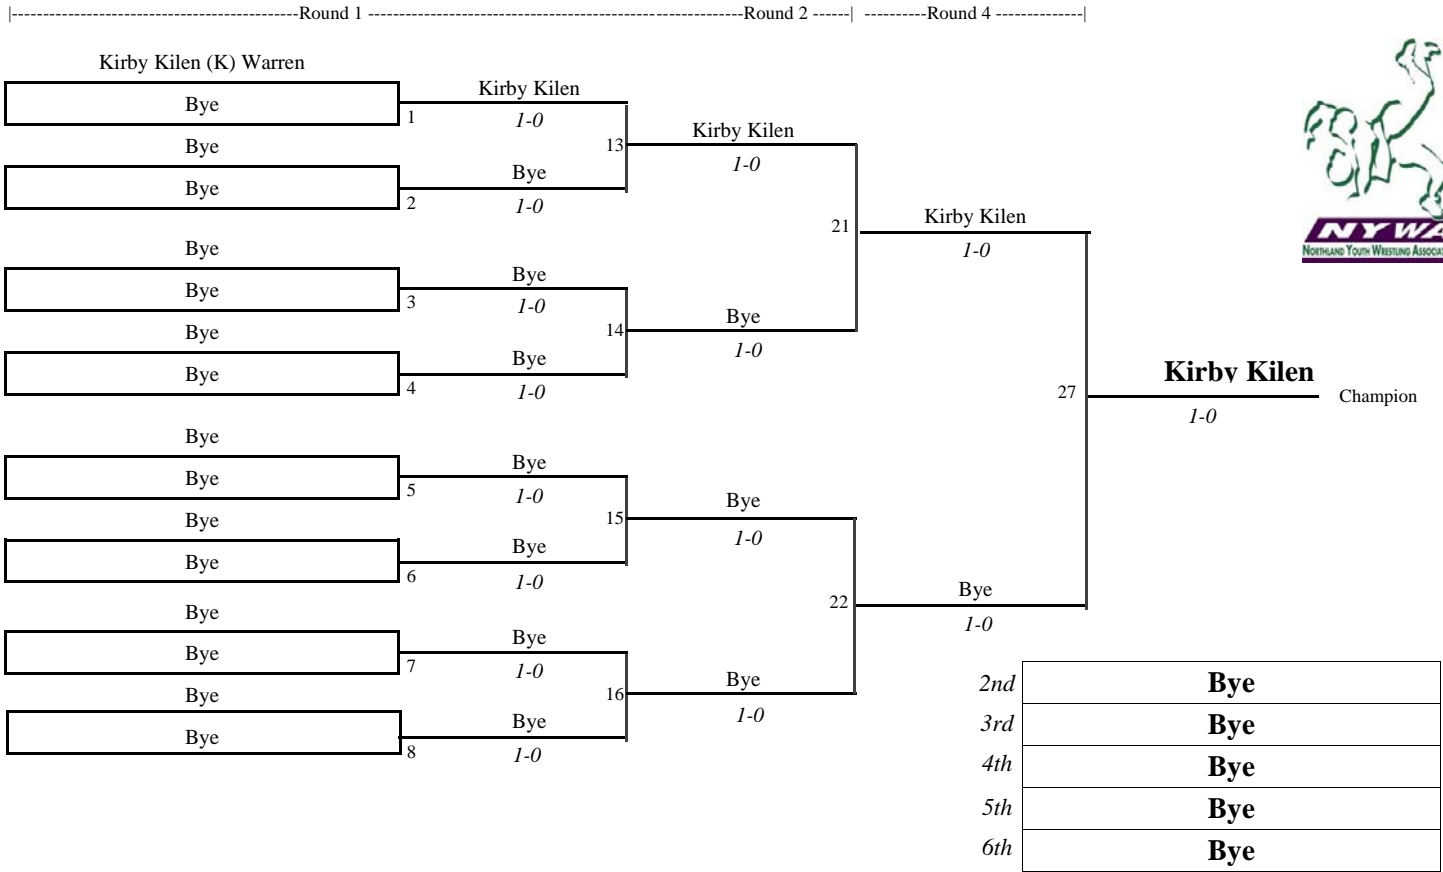 |-----------------------------------------------Round 1 -------------------------------------------------------------Round 2 ------| ----------Round 4 --------------|
Kirby Kilen (K) Warren
Bye
1
Bye
Bye
2
Bye
Bye
3
Bye
Bye
4
Bye
Bye
5
Bye
Bye
6
Bye
Bye
7
Bye
Bye
8
Kirby Kilen
1-0
13
Bye
1-0
Bye
1-0
14
Bye
1-0
Bye
1-0
15
Bye
1-0
Bye
1-0
16
Bye
1-0
Kirby Kilen
1-0
21
Bye
1-0
Bye
1-0
22
Bye
1-0
Kirby Kilen
1-0
27
Bye
1-0
NYWA
NORTHLAND YOUTH WRESTLING
Kirby Kilen
Champion
1-0
2nd Bye
3rd Bye
4th Bye
5th Bye
6th Bye